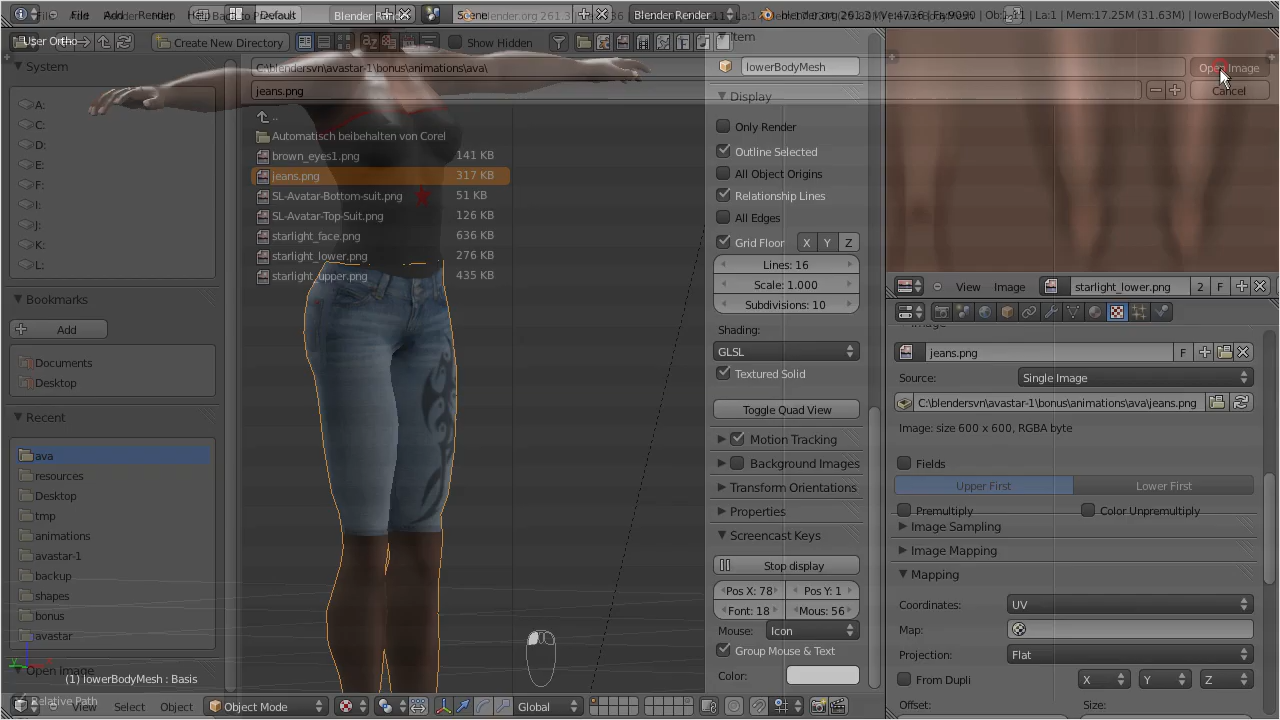 File Add Render Help Back to Previous
Default
Blender Render
Scene
Blender Render
blender.org 261.3
Ve:4736 | Fa:9090 | Ob:1-11 | La:1 | Mem:17.25M (31.63M) | lowerBodyMesh
User Ortho
Create New Directory
Show Hidden
Item
System
C:\blendersvn\avastar-1\bonus\animations\ava\
Open Image
lowerBodyMesh
jeans.png
Cancel
Display
A:
C:
D:
E:
F:
I:
J:
K:
L:
..
Automatisch beibehalten von Corel
brown_eyes1.png 141 KB
jeans.png 317 KB
SL-Avatar-Bottom-suit.png 51 KB
SL-Avatar-Top-Suit.png 126 KB
starlight_face.png 636 KB
starlight_lower.png 276 KB
starlight_upper.png 435 KB
Only Render
Outline Selected
All Object Origins
Relationship Lines
All Edges
Grid Floor X Y Z
Lines: 16
Scale: 1.000
Subdivisions: 10
Shading:
GLSL
Textured Solid
Toggle Quad View
Motion Tracking
Background Images
Transform Orientations
Properties
Screencast Keys
Stop display
Pos X: 78 Pos Y: 1
Font: 18 Mous: 56
Mouse: Icon
Group Mouse & Text
Color:
Bookmarks
Add
Documents
Desktop
Recent
ava
resources
Desktop
tmp
animations
avastar-1
backup
shapes
bonus
avastar
Open Image
(1) lowerBodyMesh : Basis
Relative Path
View Select Object
Object Mode
Global
View Image
starlight_lower.png 2 F
Image
jeans.png F
Source: Single Image
C:\blendersvn\avastar-1\bonus\animations\ava\jeans.png
Image: size 600 x 600, RGBA byte
Fields
Upper First Lower First
Premultiply Color Unpremultiply
Image Sampling
Image Mapping
Mapping
Coordinates: UV
Map:
Projection: Flat
From Dupli X Y Z
Offset: Size: